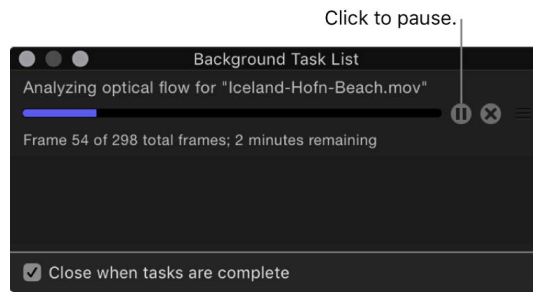 Click to pause.
Background Task List
Analyzing optical flow for "Iceland-Hofn-Beach.mov"
Frame 54 of 298 total frames; 2 minutes remaining
Close when tasks are complete